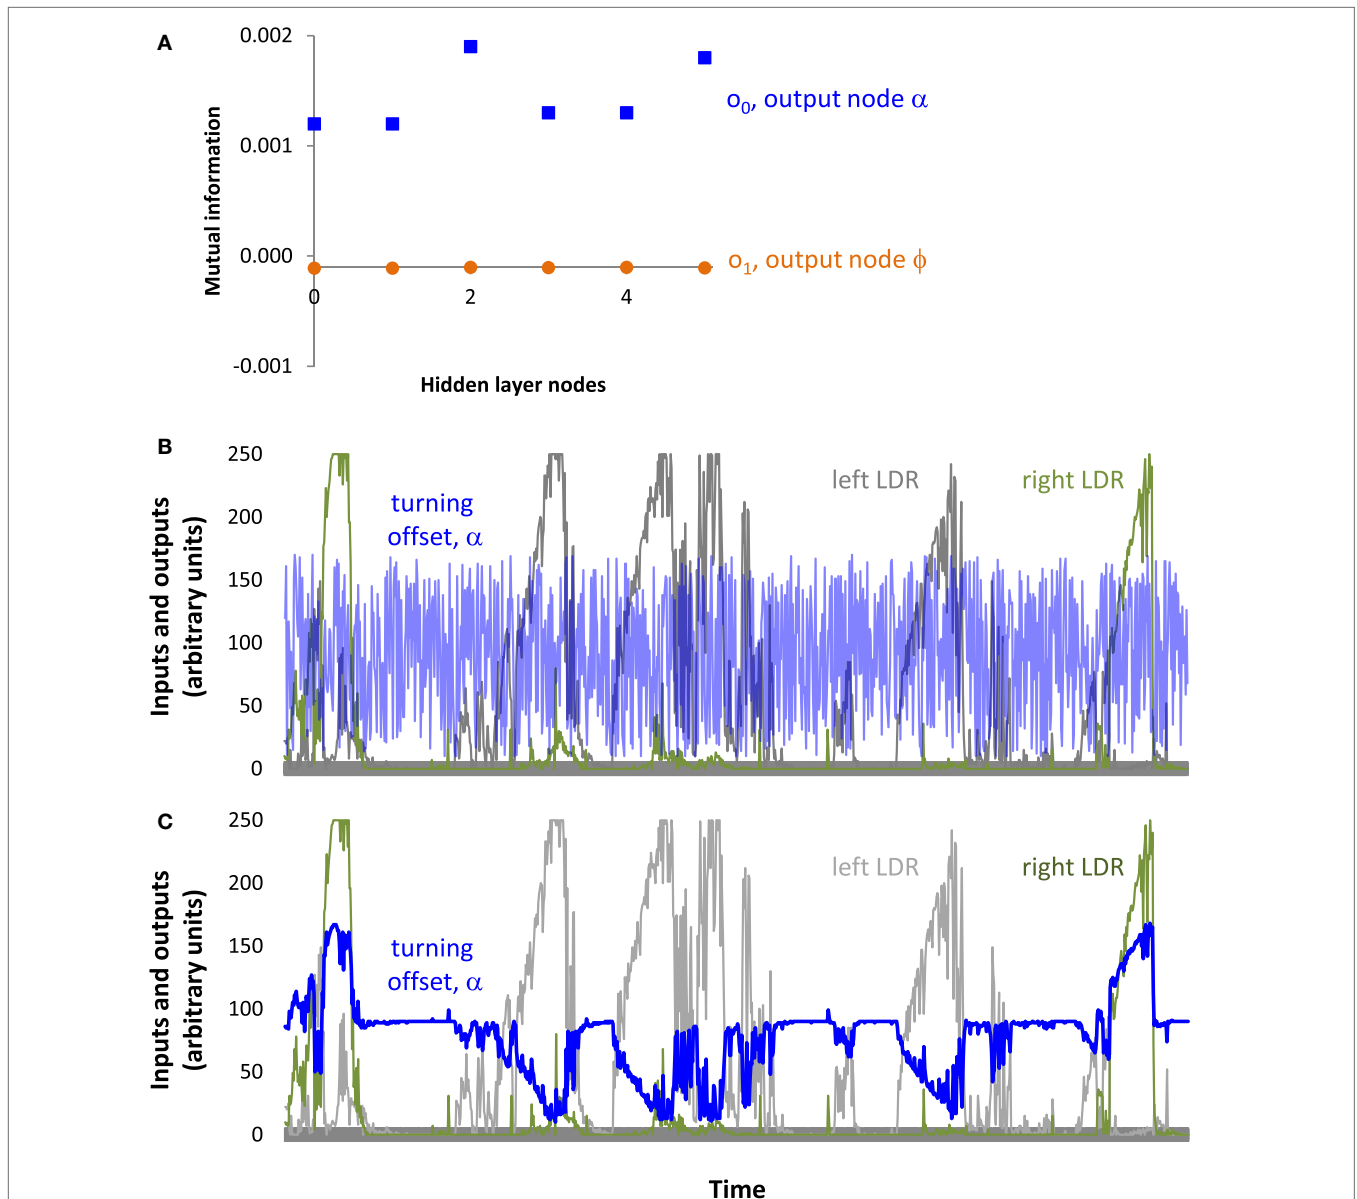 A
0.002
0.001
0.000
-0.001
Mutual information
o0, output node α
o1, output node ϕ
0 2 4
Hidden layer nodes
B
250
200
150
100
50
0
Inputs and outputs
(arbitrary units)
turning
offset, α
left LDR
right LDR
C
250
200
150
100
50
0
Inputs and outputs
(arbitrary units)
turning
offset, α
left LDR
right LDR
Time